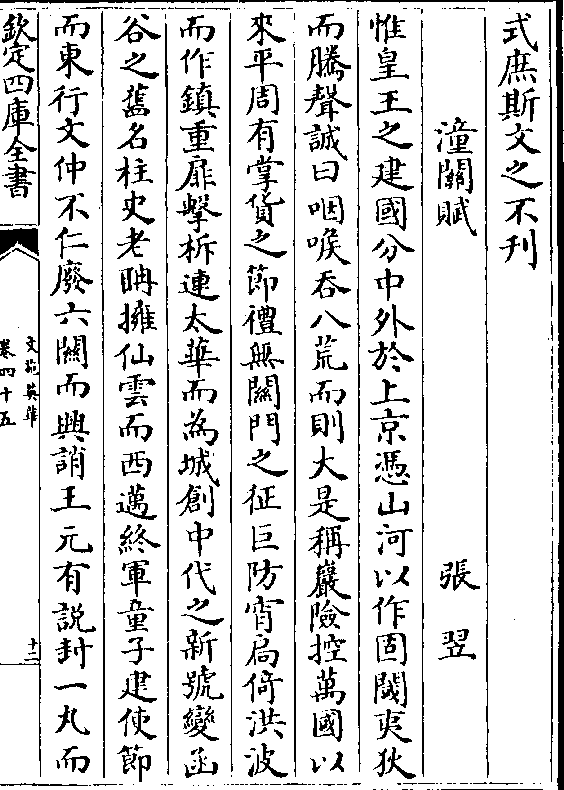 式庶斯文之不刋
潼關賦 張翌
惟皇王之建國分中外於上京憑山河以作固閾夷狄
而騰聲誠曰咽喉吞八荒而則大是稱巖險控萬國以
來平周有掌貨之節禮無關門之征巨防宵扄倚洪波
而作鎮重扉擊柝連太華而為城創中代之新號變函
谷之舊名柱史老聃擁仙雲而西邁終軍童子建使節
而東行文仲不仁廢六關而興誚王元有説封一丸而
欽定四庫全書
文苑英華
卷四十五
十二